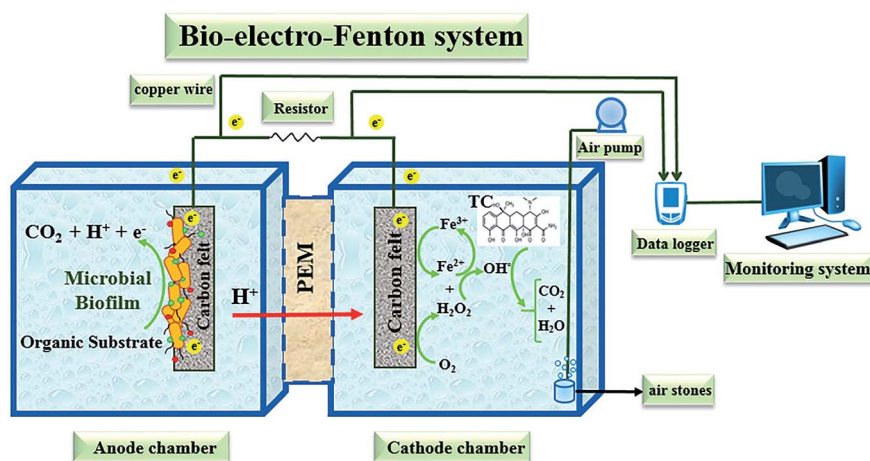 Bio-electro-Fenton system
copper wire
Resistor
e-
e-
Air pump
e-
e-
Data logger
Monitoring system
CO2 + H+ + e-
Microbial
Biofilm
Organic Substrate
e-
Carbon felt
e-
H+
PEM
e-
Carbon felt
e-
TC
Fe3+
Fe2+
+
H2O2
O2
OH•
CO2
+
H2O
air stones
Anode chamber
Cathode chamber